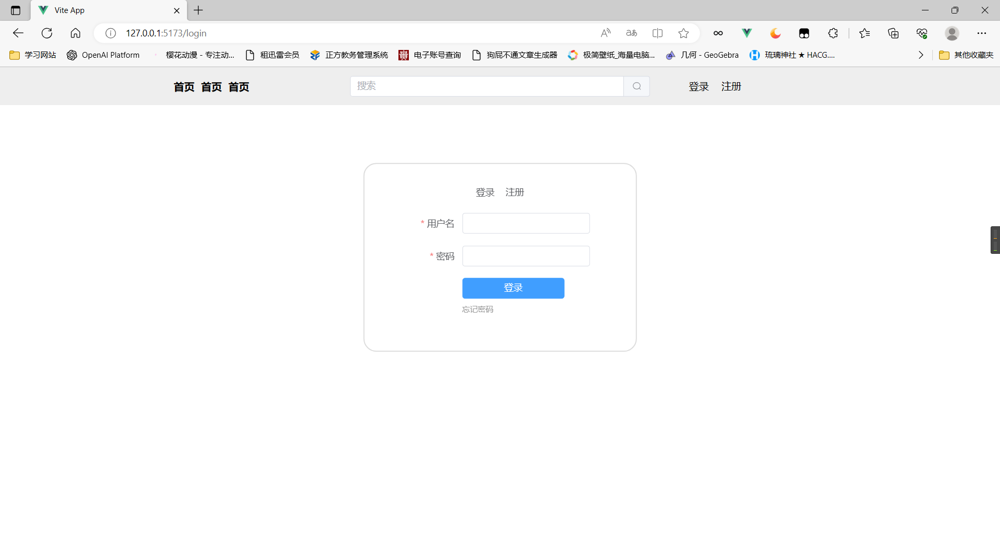 Vite App
127.0.0.1:5173/login
学习网站 OpenAI Platform 樱花动漫 - 专注动... 租迅雷会员 正方教务管理系统 电子账号查询 狗屁不通文章生成器 极简壁纸_海量电脑... 几何 - GeoGebra 琉璃神社 ★ HACG.... 其他收藏夹
首页 首页 首页 搜索 登录 注册
登录 注册
* 用户名
* 密码
登录
忘记密码